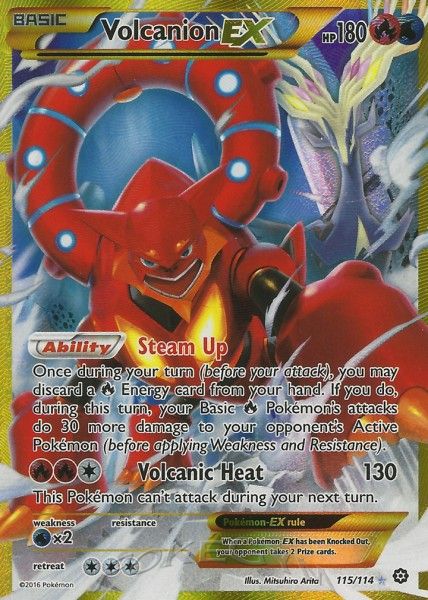 BASIC Volcanion EX HP180
Ability Steam Up
Once during your turn (before your attack), you may
discard a Energy card from your hand. If you do,
during this turn, your Basic Pokémon's attacks
do 30 more damage to your opponent's Active
Pokémon (before applying Weakness and Resistance).
Volcanic Heat 130
This Pokémon can't attack during your next turn.
weakness resistance
×2
Pokémon-EX rule
When a Pokémon-EX has been Knocked Out,
your opponent takes 2 Prize cards.
retreat
©2016 Pokémon Illus. Mitsuhiro Arita 115/114